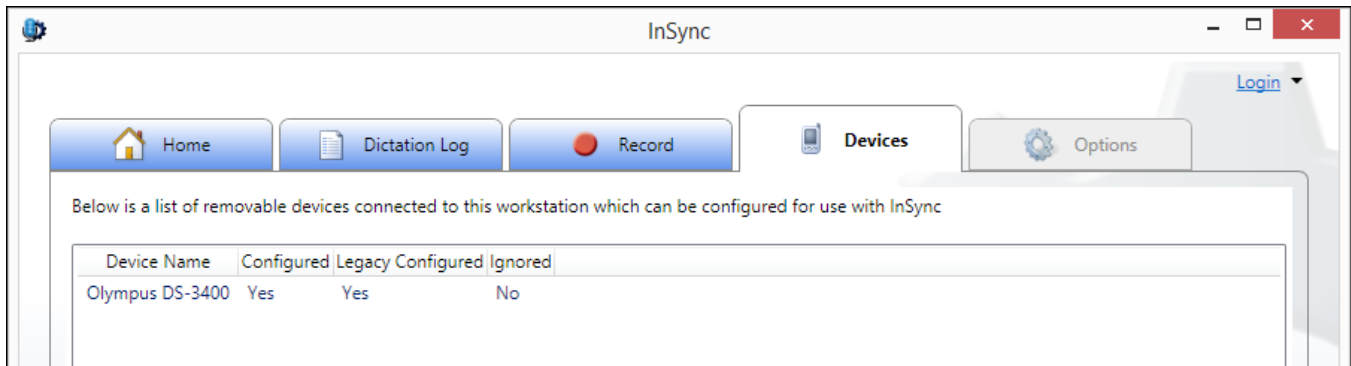 InSync
Login
Home Dictation Log Record Devices Options
Below is a list of removable devices connected to this workstation which can be configured for use with InSync
Device Name Configured Legacy Configured Ignored
Olympus DS-3400 Yes Yes No